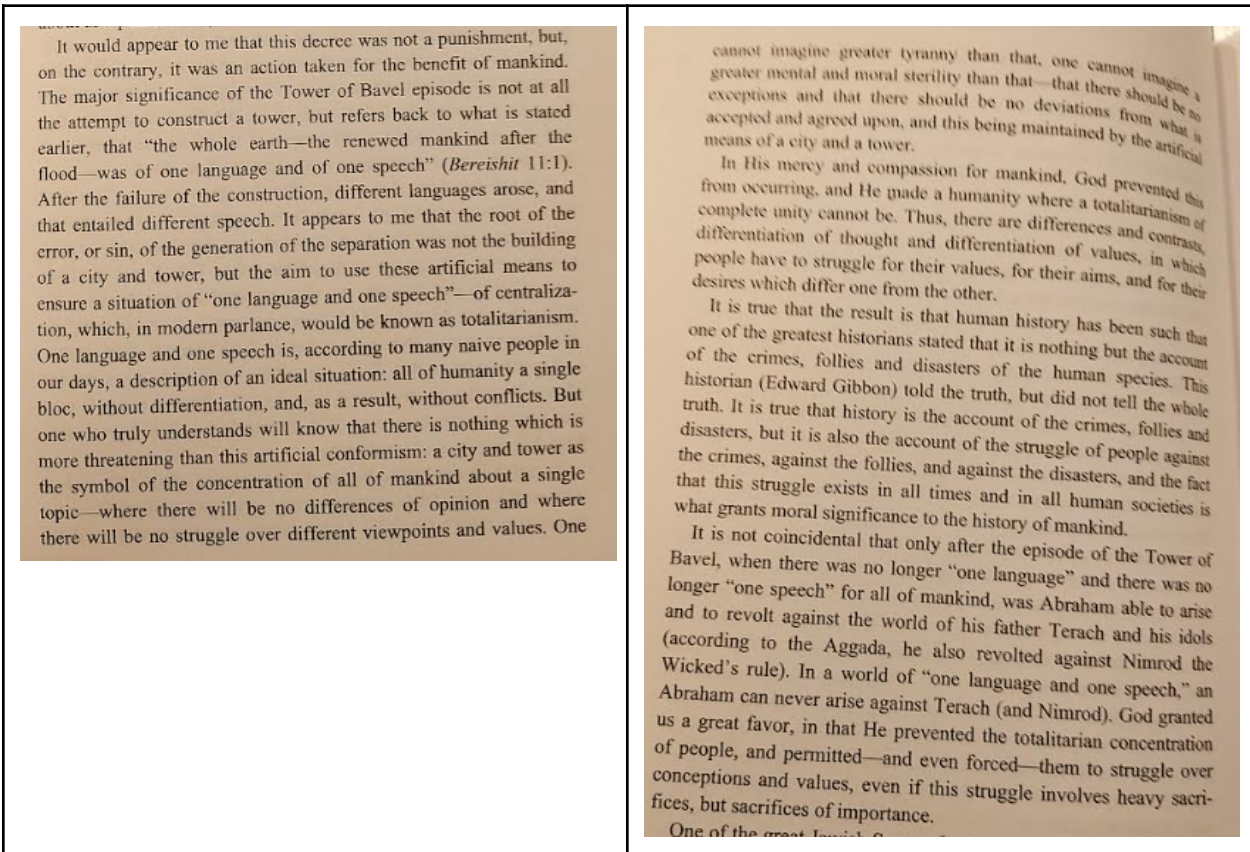 It would appear to me that this decree was not a punishment, but,
on the contrary, it was an action taken for the benefit of mankind.
The major significance of the Tower of Bavel episode is not at all
the attempt to construct a tower, but refers back to what is stated
earlier, that “the whole earth—the renewed mankind after the
flood—was of one language and of one speech” (Bereishit 11:1).
After the failure of the construction, different languages arose, and
that entailed different speech. It appears to me that the root of the
error, or sin, of the generation of the separation was not the building
of a city and tower, but the aim to use these artificial means to
ensure a situation of “one language and one speech”—of centraliza-
tion, which, in modern parlance, would be known as totalitarianism.
One language and one speech is, according to many naive people in
our days, a description of an ideal situation: all of humanity a single
bloc, without differentiation, and, as a result, without conflicts. But
one who truly understands will know that there is nothing which is
more threatening than this artificial conformism: a city and tower as
the symbol of the concentration of all of mankind about a single
topic—where there will be no differences of opinion and where
there will be no struggle over different viewpoints and values. One
cannot imagine greater tyranny than that, one cannot imagine a
greater mental and moral sterility than that—that there should be no
exceptions and that there should be no deviations from what is
accepted and agreed upon, and this being maintained by the artificial
means of a city and a tower.
In His mercy and compassion for mankind, God prevented this
from occurring, and He made a humanity where a totalitarianism of
complete unity cannot be. Thus, there are differences and contrasts,
differentiation of thought and differentiation of values, in which
people have to struggle for their values, for their aims, and for their
desires which differ one from the other.
It is true that the result is that human history has been such that
one of the greatest historians stated that it is nothing but the account
of the crimes, follies and disasters of the human species. This
historian (Edward Gibbon) told the truth, but did not tell the whole
truth. It is true that history is the account of the crimes, follies and
disasters, but it is also the account of the struggle of people against
the crimes, against the follies, and against the disasters, and the fact
that this struggle exists in all times and in all human societies is
what grants moral significance to the history of mankind.
It is not coincidental that only after the episode of the Tower of
Bavel, when there was no longer “one language” and there was no
longer “one speech” for all of mankind, was Abraham able to arise
and to revolt against the world of his father Terach and his idols
(according to the Aggada, he also revolted against Nimrod the
Wicked’s rule). In a world of “one language and one speech,” an
Abraham can never arise against Terach (and Nimrod). God granted
us a great favor, in that He prevented the totalitarian concentration
of people, and permitted—and even forced—them to struggle over
conceptions and values, even if this struggle involves heavy sacri-
fices, but sacrifices of importance.
One of the great Jewish